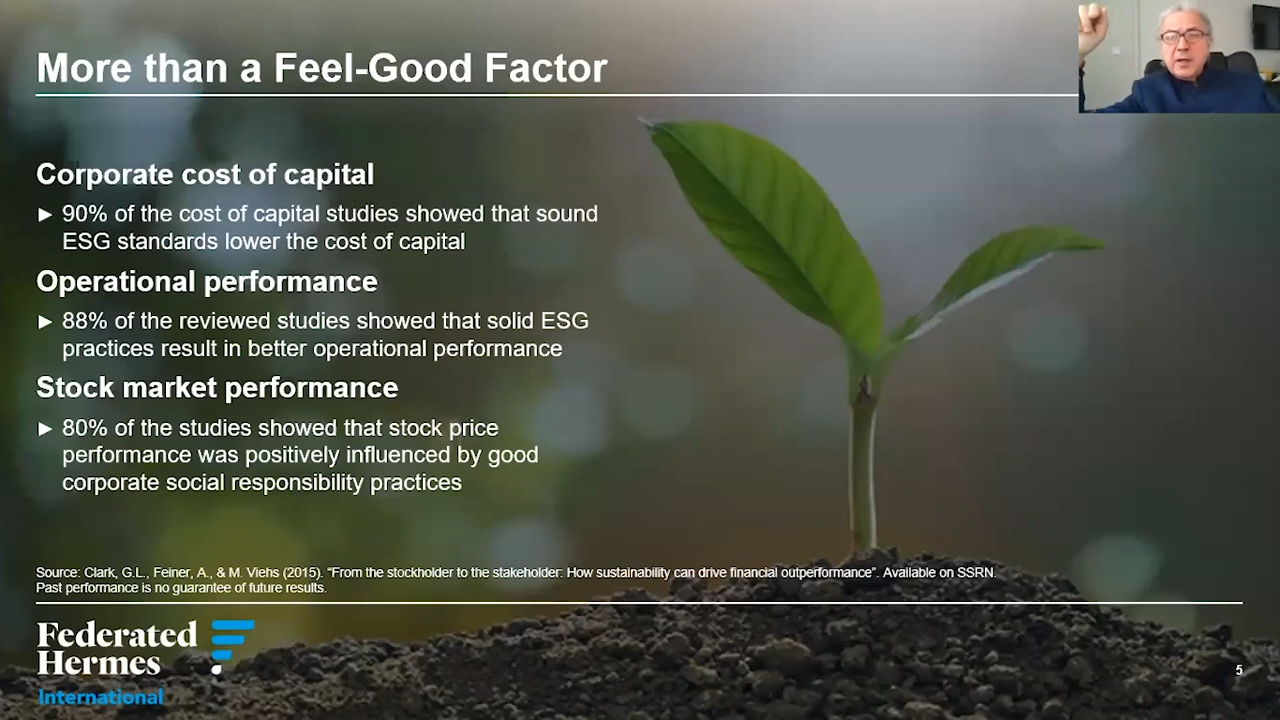 More than a Feel-Good Factor
Corporate cost of capital
► 90% of the cost of capital studies showed that sound
ESG standards lower the cost of capital
Operational performance
► 88% of the reviewed studies showed that solid ESG
practices result in better operational performance
Stock market performance
► 80% of the studies showed that stock price
performance was positively influenced by good
corporate social responsibility practices
Source: Clark, G.L., Feiner, A., & M. Viehs (2015). “From the stockholder to the stakeholder: How sustainability can drive financial outperformance”. Available on SSRN.
Past performance is no guarantee of future results.
Federated
Hermes
International
5